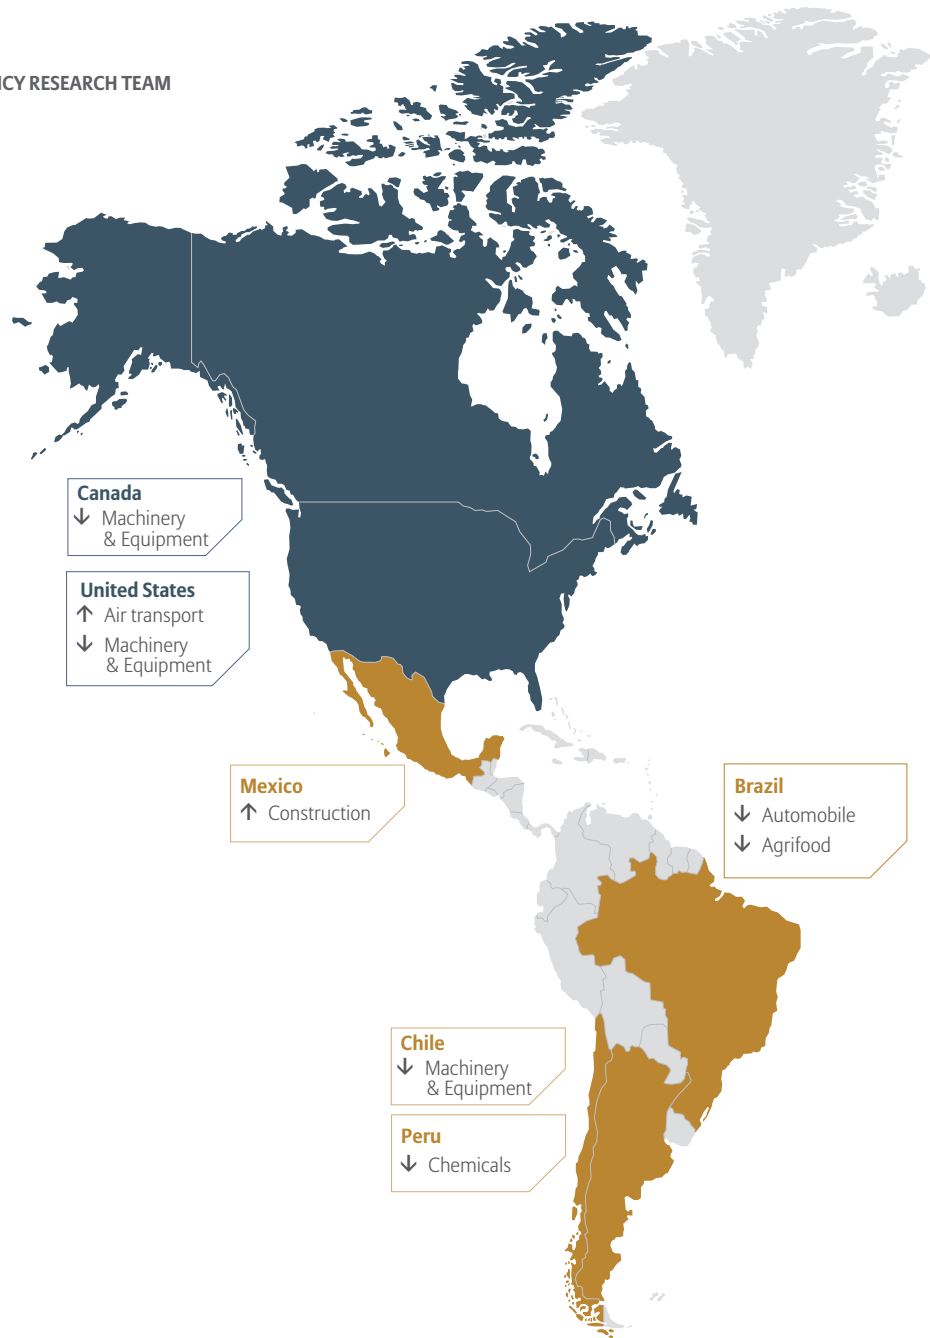 NCY RESEARCH TEAM
Canada
↓ Machinery
& Equipment
United States
↑ Air transport
↓ Machinery
& Equipment
Mexico
↑ Construction
Brazil
↓ Automobile
↓ Agrifood
Chile
↓ Machinery
& Equipment
Peru
↓ Chemicals